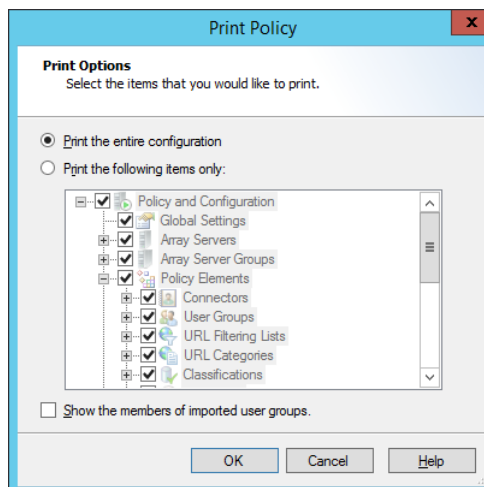 Print Policy
x
Print Options
Select the items that you would like to print.
Print the entire configuration
Print the following items only:
Policy and Configuration
Global Settings
Array Servers
Array Server Groups
Policy Elements
Connectors
User Groups
URL Filtering Lists
URL Categories
Classifications
Show the members of imported user groups.
OK Cancel Help